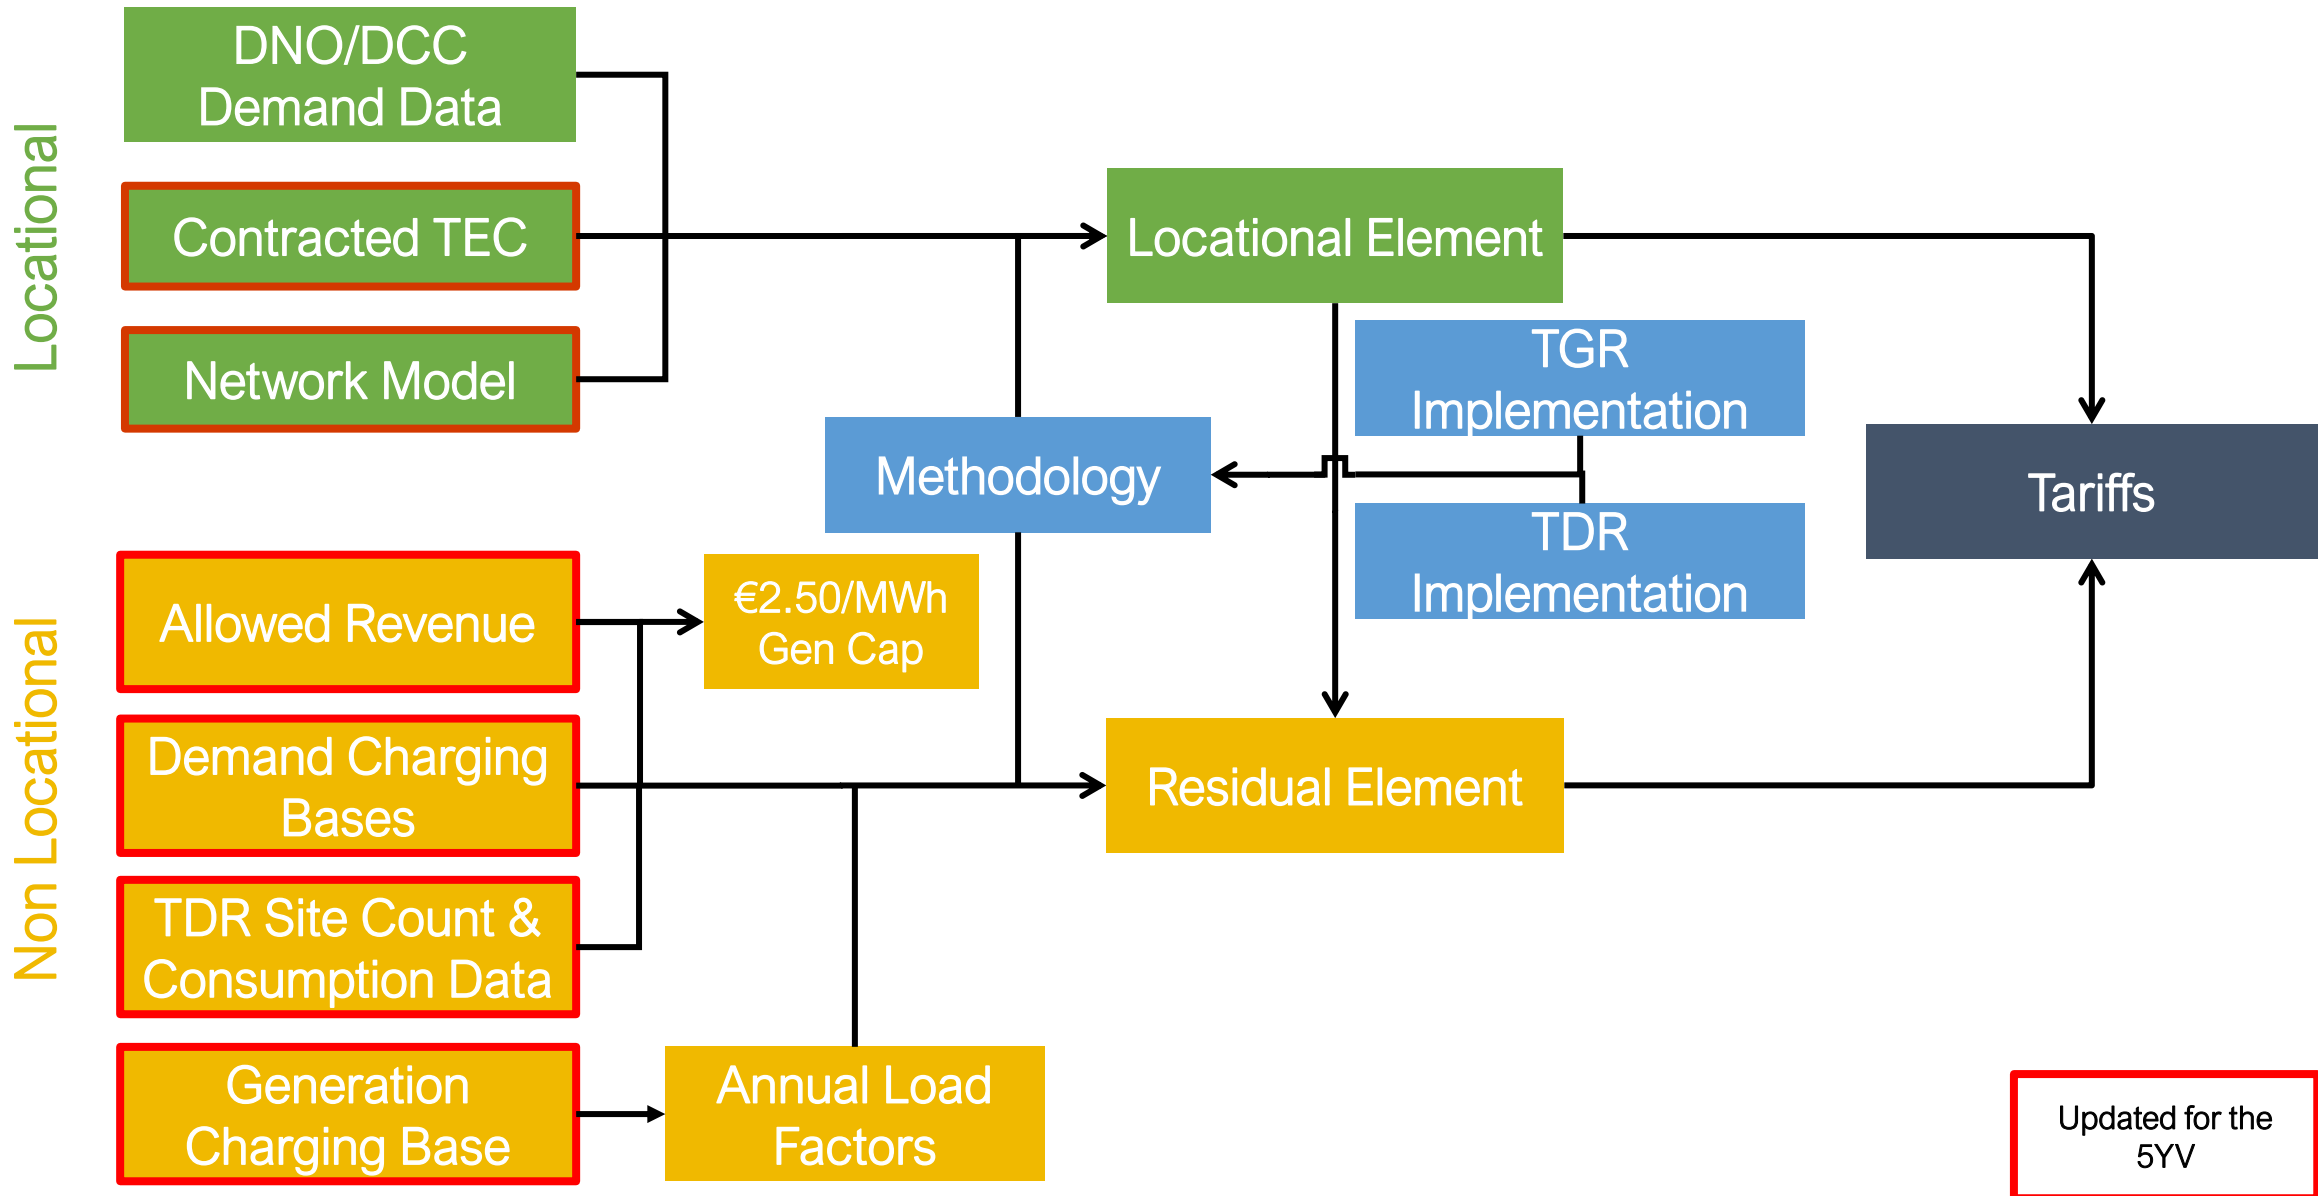 Locational
DNO/DCC
Demand Data
Contracted TEC
Network Model
Locational Element
TGR
Implementation
Methodology
TDR
Implementation
Tariffs
Non Locational
Allowed Revenue
€2.50/MWh
Gen Cap
Demand Charging
Bases
Residual Element
TDR Site Count &
Consumption Data
Generation
Charging Base
Annual Load
Factors
Updated for the
5YV